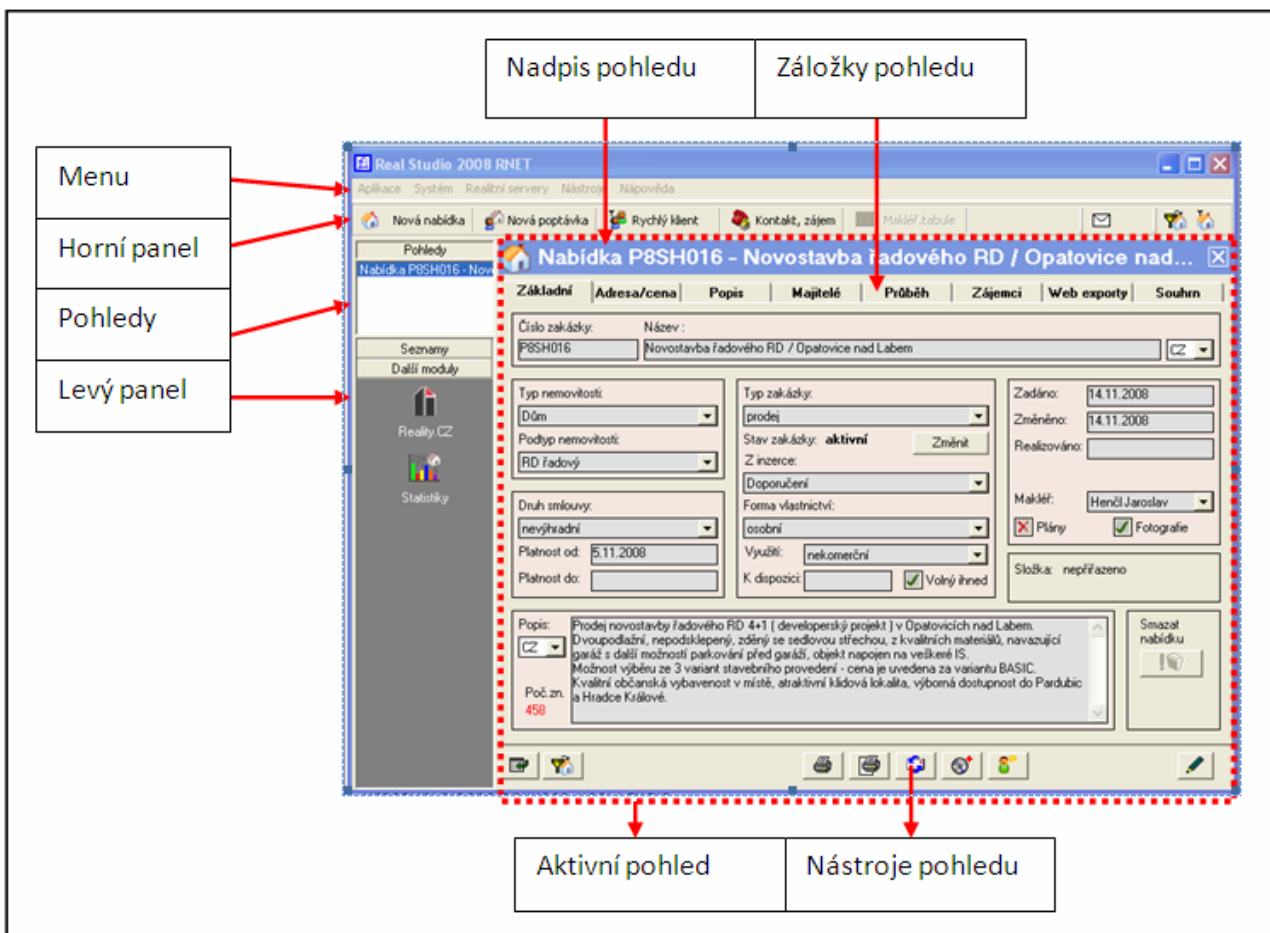 Nadpis pohledu
Záložky pohledu
Menu
Horní panel
Pohledy
Levý panel
Real Studio 2008 RNET
Aplikace Systém Realitní servery Nástroje Nápověda
Nová nabídka Nová poptávka Rychlý klient Kontakt, zájem Makléř.tabule
Pohledy
Nabídka P8SH016 - Nov
Seznamy
Další moduly
Reality.CZ
Statistiky
Nabídka P8SH016 - Novostavba řadového RD / Opatovice nad...
Základní Adresa/cena Popis Majitelé Průběh Zájemci Web exporty Souhrn
Číslo zakázky: Název :
P8SH016 Novostavba řadového RD / Opatovice nad Labem CZ
Typ nemovitosti:
Dům
Podtyp nemovitosti:
RD řadový
Druh smlouvy:
nevýhradní
Platnost od: 5.11.2008
Platnost do:
Typ zakázky:
prodej
Stav zakázky: aktivní Změnit
Z inzerce:
Doporučení
Forma vlastnictví:
osobní
Využití: nekomerční
K dispozici: Volný ihned
Zadáno: 14.11.2008
Změněno: 14.11.2008
Realizováno:
Makléř: Henčl Jaroslav
Plány Fotografie
Složka: nepřiřazeno
Popis:
CZ
Poč.zn.
458
Prodej novostavby řadového RD 4+1 ( developerský projekt ) v Opatovicích nad Labem.
Dvoupodlažní, nepodsklepený, zděný se sedlovou střechou, z kvalitních materiálů, navazující
garáž s další možností parkování před garáží, objekt napojen na veškeré IS.
Možnost výběru ze 3 variant stavebního provedení - cena je uvedena za variantu BASIC.
Kvalitní občanská vybavenost v místě, atraktivní klidová lokalita, výborná dostupnost do Pardubic
a Hradce Králové.
Smazat
nabídku
Aktivní pohled
Nástroje pohledu